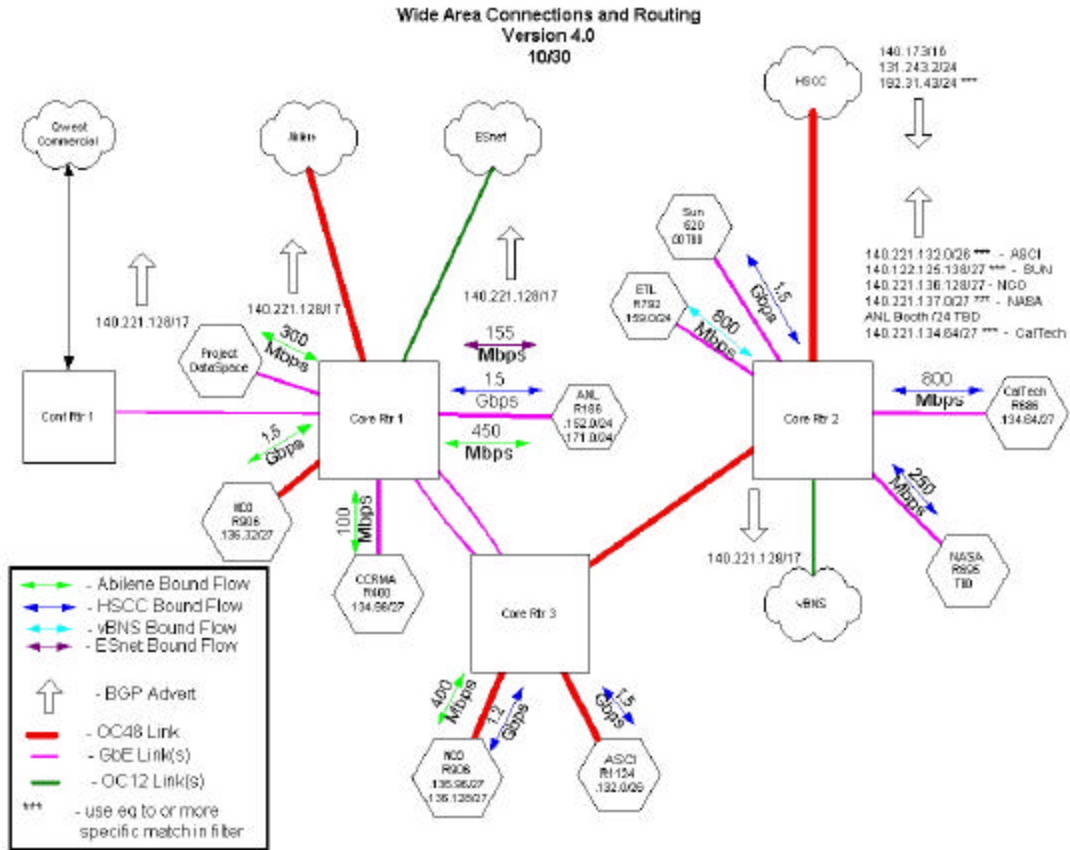 Wide Area Connections and Routing
Version 4.0
10/30
Qwest
Commercial
ESnet
HSCC
140.173/16
131.243.2/24
192.31.43/24 ***
140.221.128/17
140.221.128/17
140.221.128/17
Sun
620
ETL
R792
159.0/24
1.5
Gbps
600
Mbps
140.221.132.0/26 *** - ASCI
140.122.125.138/27 *** - SUN
140.221.136.128/27 - NCO
140.221.137.0/27 *** - NASA
ANL Booth /24 TBD
140.221.134.64/27 *** - CalTech
Project
DataSpace
300
Mbps
155
Mbps
1.5
Gbps
450
Mbps
Cont Rtr 1
Core Rtr 1
ANL
R186
.152.0/24
.171.0/24
Core Rtr 2
800
Mbps
CalTech
R686
134.64/27
1.5
Gbps
NCO
R906
.136.32/27
100
Mbps
CCRMA
R400
134.96/27
250
Mbps
NASA
R695
TBD
140.221.128/17
vBNS
Core Rtr 3
400
Mbps
1.2
Gbps
1.5
Gbps
NCO
R906
136.128/27
ASCI
R1124
.132.0/26
- Abilene Bound Flow
- HSCC Bound Flow
- vBNS Bound Flow
- ESnet Bound Flow
- BGP Advert
- OC48 Link
- GbE Link(s)
- OC12 Link(s)
*** - use eq to or more
specific match in filter